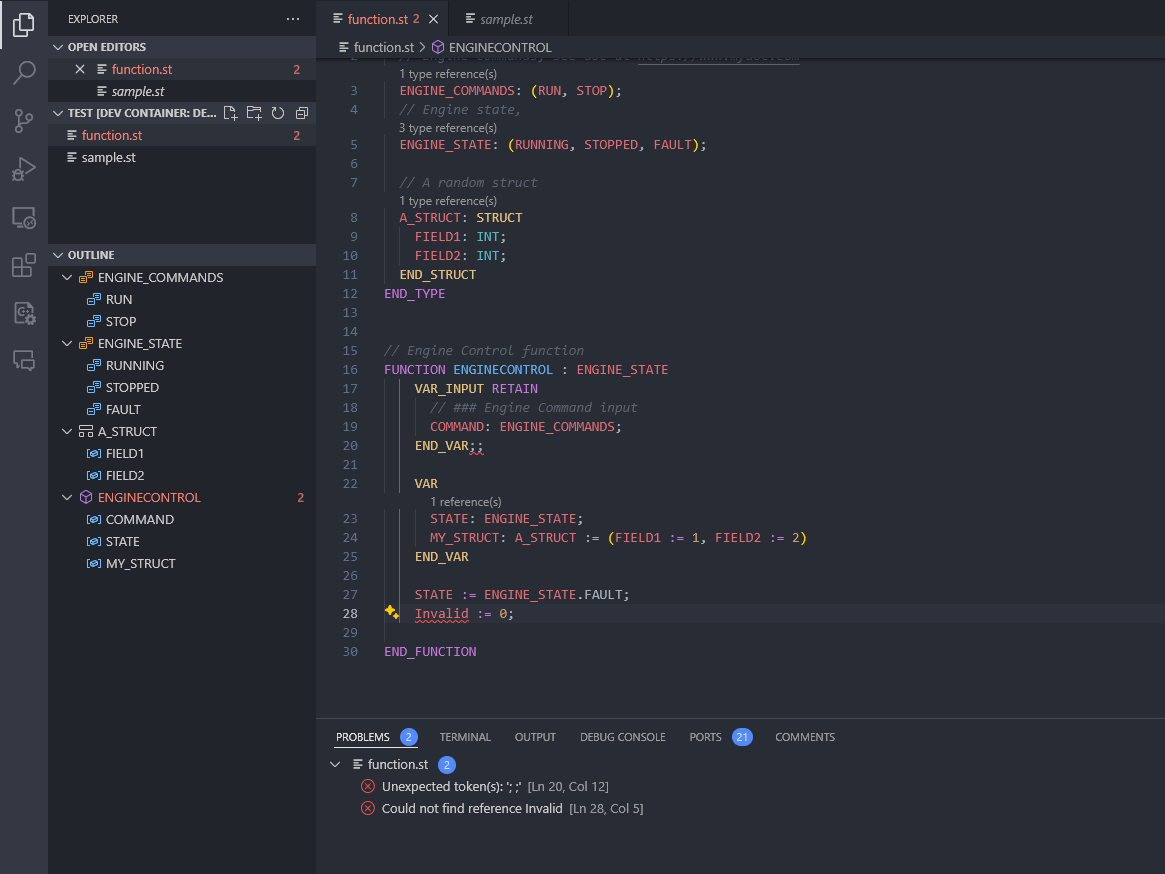 EXPLORER
OPEN EDITORS
function.st 2
sample.st
TEST [DEV CONTAINER: DE...
function.st 2
sample.st
OUTLINE
ENGINE_COMMANDS
RUN
STOP
ENGINE_STATE
RUNNING
STOPPED
FAULT
A_STRUCT
FIELD1
FIELD2
ENGINECONTROL 2
COMMAND
STATE
MY_STRUCT
function.st 2 sample.st
function.st > ENGINECONTROL
1 type reference(s)
3 ENGINE_COMMANDS: (RUN, STOP);
4 // Engine state,
3 type reference(s)
5 ENGINE_STATE: (RUNNING, STOPPED, FAULT);
6
7 // A random struct
1 type reference(s)
8 A_STRUCT: STRUCT
9 FIELD1: INT;
10 FIELD2: INT;
11 END_STRUCT
12 END_TYPE
13
14
15 // Engine Control function
16 FUNCTION ENGINECONTROL : ENGINE_STATE
17 VAR_INPUT RETAIN
18 // ### Engine Command input
19 COMMAND: ENGINE_COMMANDS;
20 END_VAR;;
21
22 VAR
1 reference(s)
23 STATE: ENGINE_STATE;
24 MY_STRUCT: A_STRUCT := (FIELD1 := 1, FIELD2 := 2)
25 END_VAR
26
27 STATE := ENGINE_STATE.FAULT;
28 Invalid := 0;
29
30 END_FUNCTION
PROBLEMS 2 TERMINAL OUTPUT DEBUG CONSOLE PORTS 21 COMMENTS
function.st 2
Unexpected token(s): '; ;' [Ln 20, Col 12]
Could not find reference Invalid [Ln 28, Col 5]